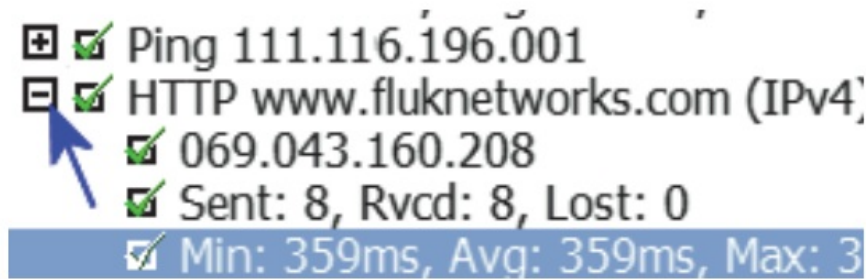 Ping 111.116.196.001
HTTP www.fluknetworks.com (IPv4)
069.043.160.208
Sent: 8, Rvcd: 8, Lost: 0
Min: 359ms, Avg: 359ms, Max: 3